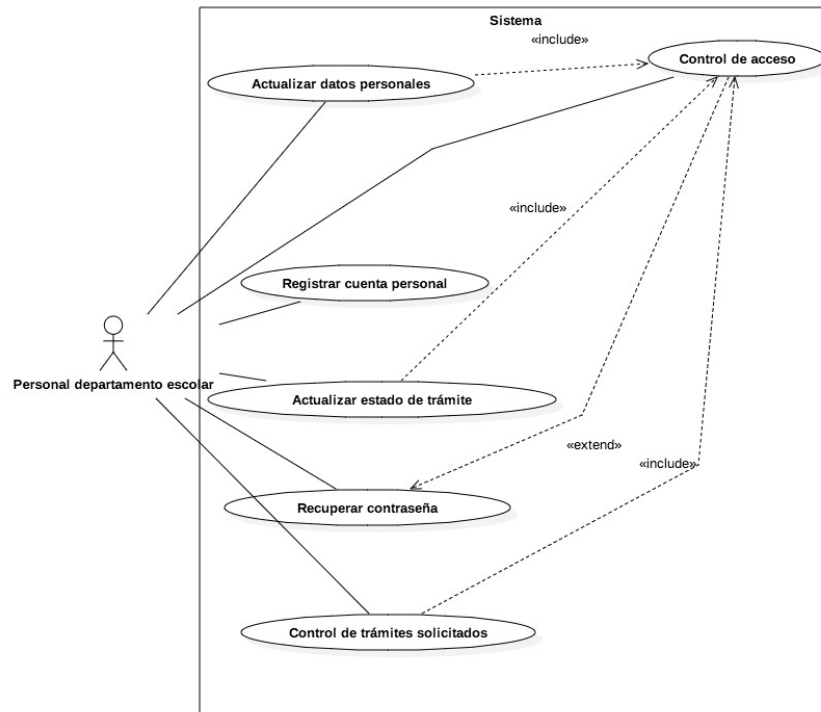 Sistema
«include»
Control de acceso
Actualizar datos personales
«include»
Registrar cuenta personal
Personal departamento escolar
Actualizar estado de trámite
«extend»
«include»
Recuperar contraseña
Control de trámites solicitados